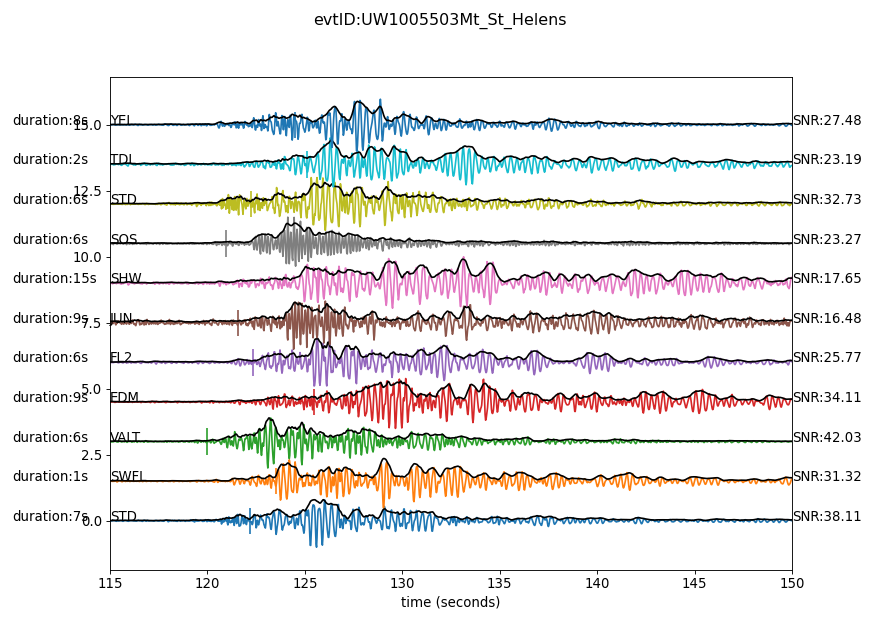 evtID:UW1005503Mt_St_Helens
duration:8s YEL SNR:27.48
15.0
duration:2s TDL SNR:23.19
12.5
duration:6s STD SNR:32.73
duration:6s SOS SNR:23.27
10.0
duration:15s SHW SNR:17.65
duration:9s JUN SNR:16.48
7.5
duration:6s FL2 SNR:25.77
5.0
duration:9s EDM SNR:34.11
duration:6s VALT SNR:42.03
2.5
duration:1s SWFL SNR:31.32
duration:7s STD SNR:38.11
0.0
115 120 125 130 135 140 145 150
time (seconds)